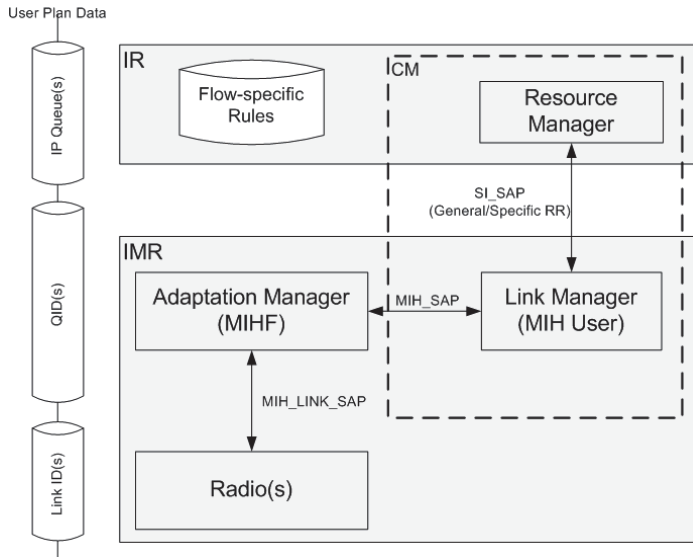 User Plan Data
IP Queue(s)
QID(s)
Link ID(s)
IR
Flow-specific
Rules
CM
Resource
Manager
SI_SAP
(General/Specific RR)
IMR
Adaptation Manager
(MIHF)
MIH_SAP
Link Manager
(MIH User)
MIH_LINK_SAP
Radio(s)